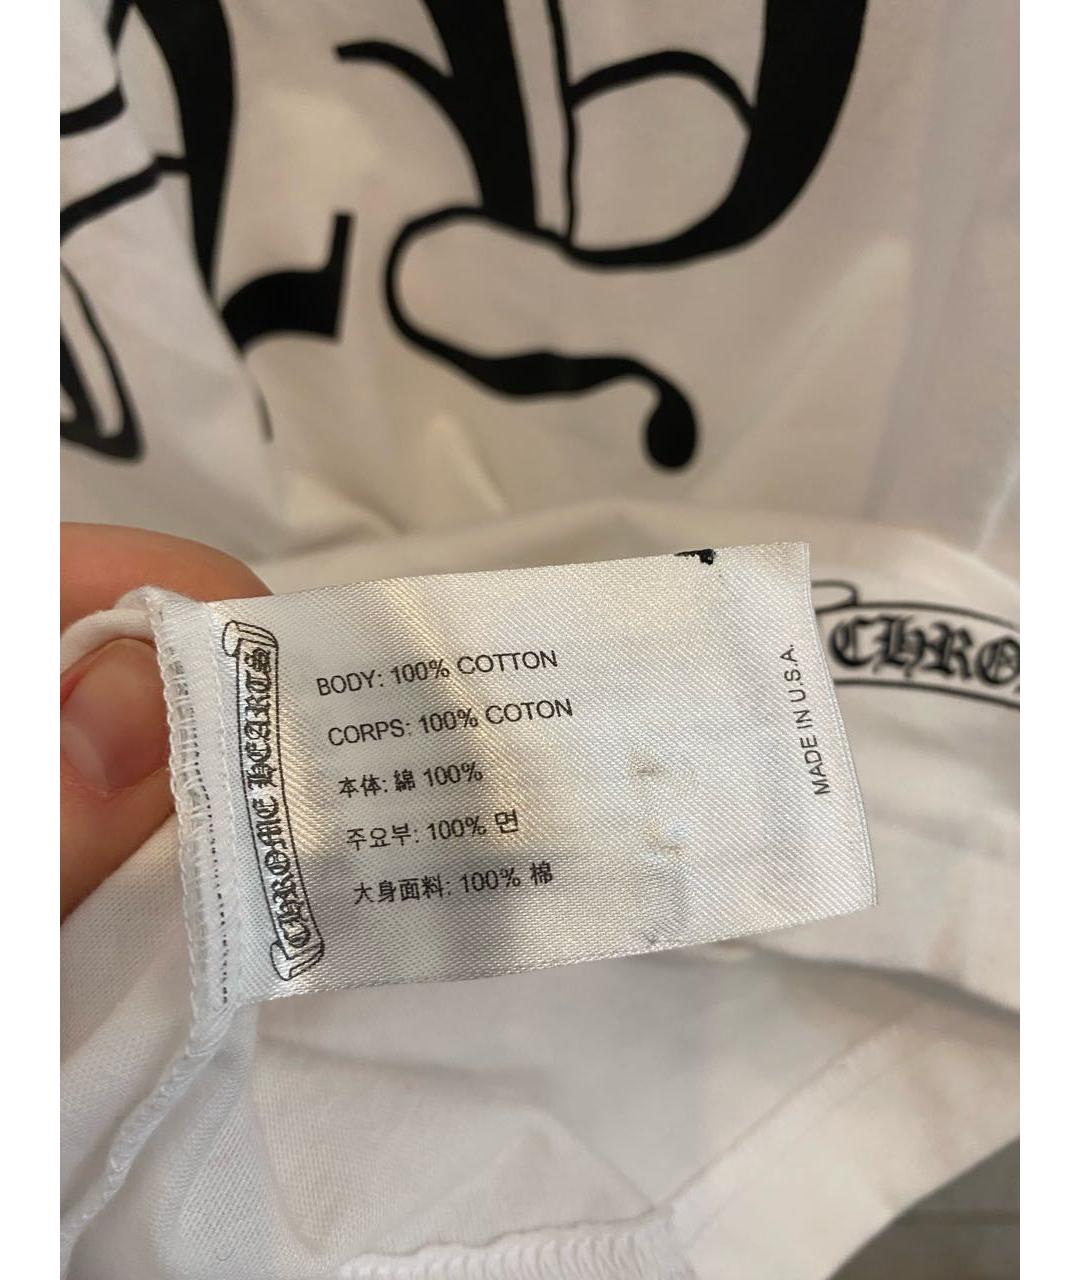 CHROME HEARTS
BODY: 100% COTTON
CORPS: 100% COTON
本体: 綿 100%
주요부: 100% 면
大身面料: 100% 棉
MADE IN U.S.A.
CHRO